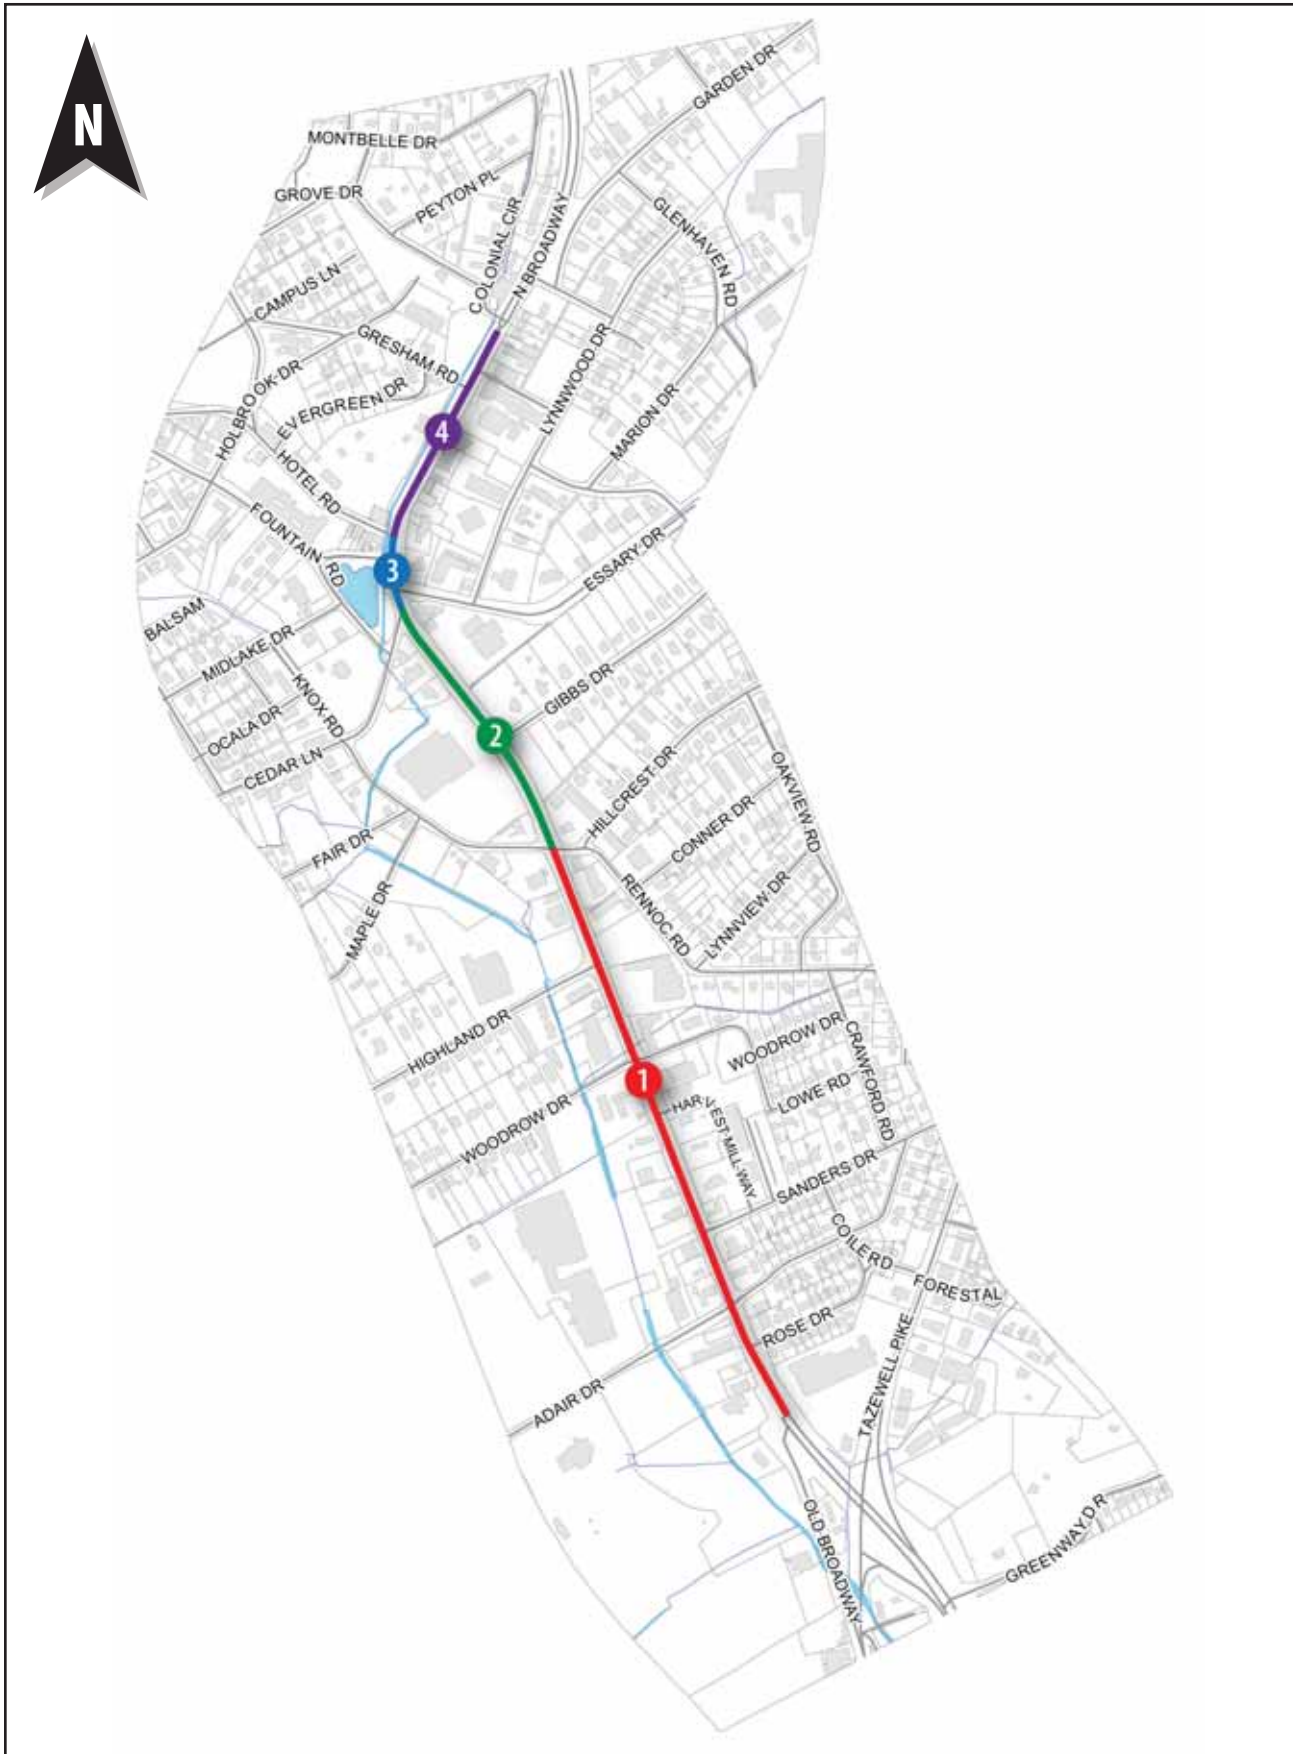 N
GARDEN DR
MONTBELLE DR
GROVE DR
PEYTON PL
COLONIAL CIR
N BROADWAY
GLENHAVEN RD
CAMPUS LN
GRESHAM RD
LYNNWOOD DR
HOLBROOK DR
EVERGREEN DR
MARION DR
4
HOTEL RD
FOUNTAIN RD
3
ESSARY DR
BALSAM
MIDLAKE DR
KNOX RD
GIBBS DR
OCALA DR
2
CEDAR LN
HILLCREST DR
OAKVIEW RD
CONNER DR
FAIR DR
RENNOC RD
LYNNVIEW DR
MAPLE DR
HIGHLAND DR
WOODROW DR
CRAWFORD RD
1
LOWE RD
WOODROW DR
HARVEST MILL WAY
SANDERS DR
COILE RD
FORESTAL
ROSE DR
TAZEWELL PIKE
ADAIR DR
OLD BROADWAY
GREENWAY DR